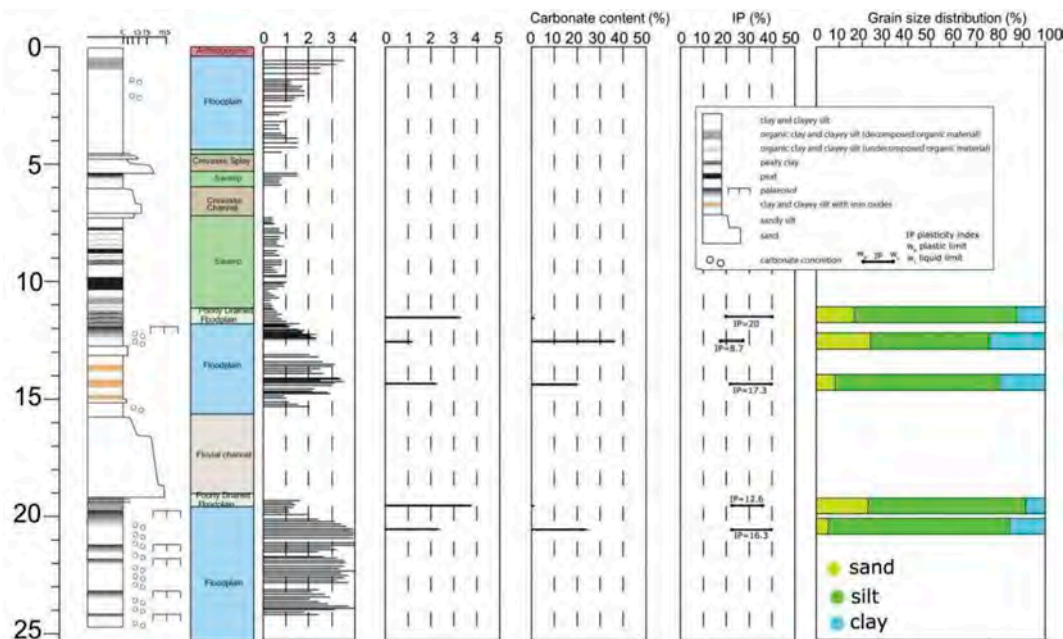 Carbonate content (%) IP (%) Grain size distribution (%)
0 1 2 3 4 0 1 2 3 4 5 0 10 20 30 40 50 0 10 20 30 40 50 0 10 20 30 40 50 60 70 80 90 100
0
5
10
15
20
25
Anthropogenic
Floodplain
Crevasse Splay
Swamp
Crevasse
Channel
Swamp
Poorly Drained
Floodplain
Floodplain
Fluvial channel
Poorly Drained
Floodplain
Floodplain
clay and clayey silt
organic clay and clayey silt (decomposed organic material)
organic clay and clayey silt (undecomposed organic material)
peaty clay
peat
paleosol
clay and clayey silt with iron oxides
sandy silt
sand
carbonate concretion
IP plasticity index
wp plastic limit
wL liquid limit
IP
IP=20
IP=8.7
IP=17.3
IP=12.6
IP=16.3
sand
silt
clay